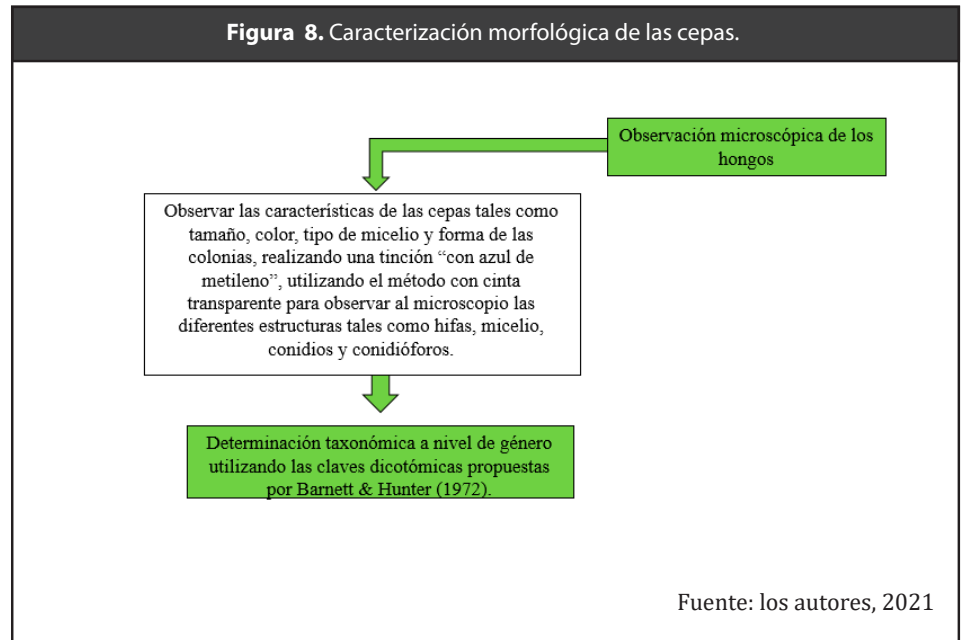 Figura 8. Caracterización morfológica de las cepas.
Observación microscópica de los
hongos
Observar las características de las cepas tales como
tamaño, color, tipo de micelio y forma de las
colonias, realizando una tinción “con azul de
metileno”, utilizando el método con cinta
transparente para observar al microscopio las
diferentes estructuras tales como hifas, micelio,
conidios y conidióforos.
Determinación taxonómica a nivel de género
utilizando las claves dicotómicas propuestas
por Barnett & Hunter (1972).
Fuente: los autores, 2021